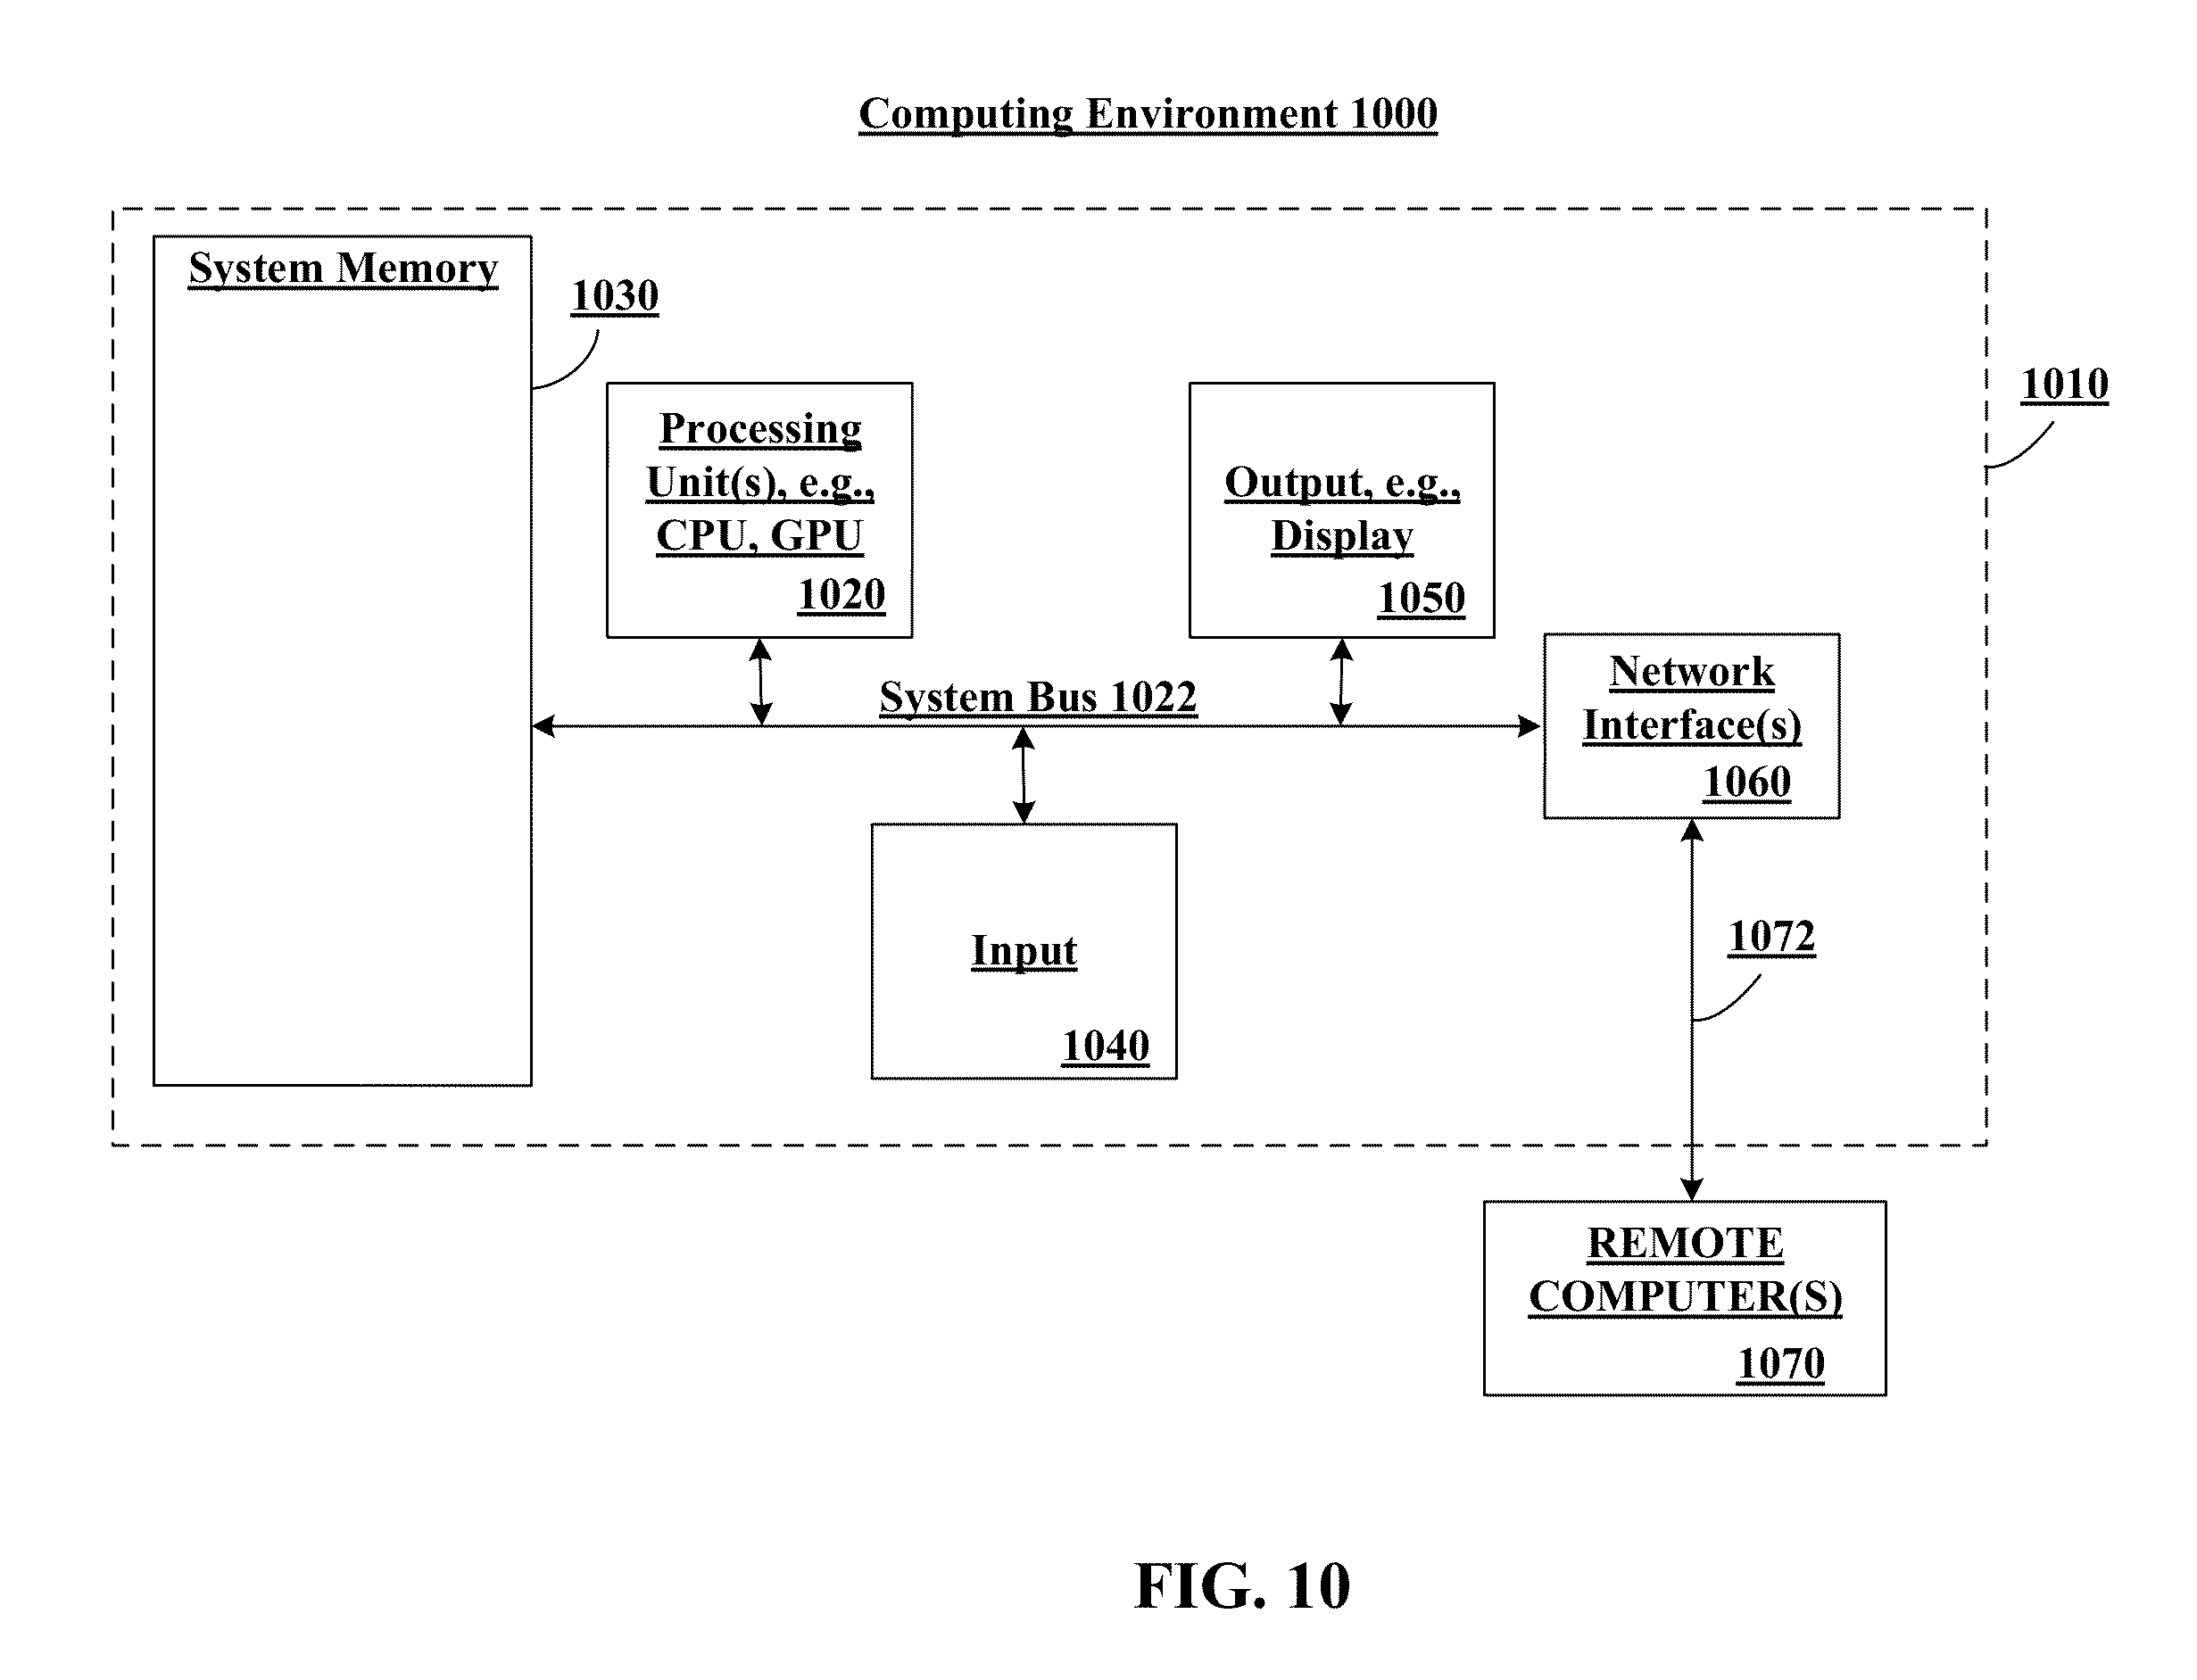 Computing Environment 1000
System Memory
1030
1010
Processing
Unit(s), e.g.,
CPU, GPU
1020
Output, e.g.,
Display
1050
System Bus 1022
Network
Interface(s)
1060
Input
1040
1072
REMOTE
COMPUTER(S)
1070
FIG. 10